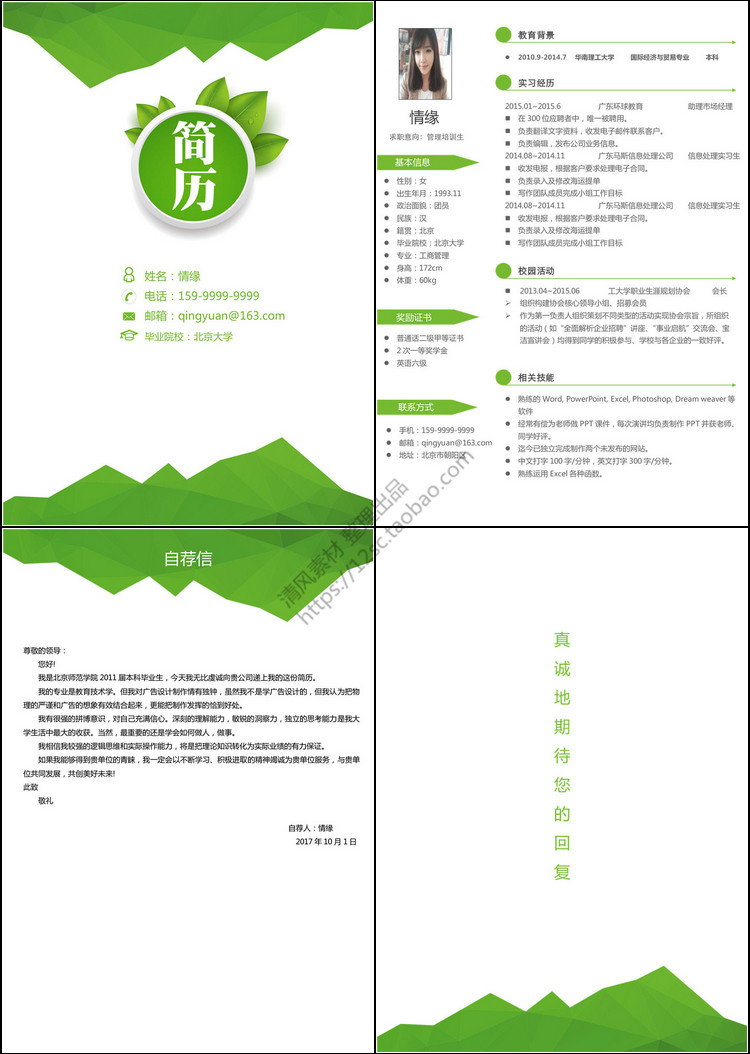 简
历
姓名：情缘
电话：159-9999-9999
邮箱：qingyuan@163.com
毕业院校：北京大学
情缘
求职意向：管理培训生
基本信息
性别：女
出生年月：1993.11
政治面貌：团员
民族：汉
籍贯：北京
毕业院校：北京大学
专业：工商管理
身高：172cm
体重：60kg
奖励证书
普通话二级甲等证书
2 次一等奖学金
英语六级
联系方式
手机：159-9999-9999
邮箱：qingyuan@163.com
地址：北京市朝阳区
教育背景
2010.9-2014.7 华南理工大学 国际经济与贸易专业 本科
实习经历
2015.01~2015.6 广东环球教育 助理市场经理
在 300 位应聘者中，唯一被聘用。
负责翻译文字资料，收发电子邮件联系客户。
负责编辑，发布公司业务信息。
2014.08~2014.11 广东马斯信息处理公司 信息处理实习生
收发电报，根据客户要求处理电子合同。
负责录入及修改海运提单
写作团队成员完成小组工作目标
2014.08~2014.11 广东马斯信息处理公司 信息处理实习生
收发电报，根据客户要求处理电子合同。
负责录入及修改海运提单
写作团队成员完成小组工作目标
校园活动
2013.04~2015.06 工大学职业生涯规划协会 会长
组织构建协会核心领导小组、招募会员
作为第一负责人组织策划不同类型的活动实现协会宗旨，所组织
的活动（如“全面解析企业招聘”讲座、“事业启航”交流会、宝
洁宣讲会）均得到同学的积极参与、学校与各企业的一致好评。
相关技能
熟练的 Word, PowerPoint, Excel, Photoshop, Dream weaver 等
软件
经常有偿为老师做 PPT 课件，每次演讲均负责制作 PPT 并获老师、
同学好评。
迄今已独立完成制作两个未发布的网站。
中文打字 100 字/分钟，英文打字 300 字/分钟。
熟练运用 Excel 各种函数。
清风素材 整理出品
https://12sc.taobao.com
自荐信
尊敬的领导：
您好!
我是北京师范学院 2011 届本科毕业生，今天我无比虔诚向贵公司递上我的这份简历。
我的专业是教育技术学。但我对广告设计制作情有独钟，虽然我不是学广告设计的，但我认为把物
理的严谨和广告的想象有效结合起来，更能把制作发挥的恰到好处。
我有很强的拼博意识，对自己充满信心。深刻的理解能力，敏锐的洞察力，独立的思考能力是我大
学生活中最大的收获。当然，最重要的还是学会如何做人，做事。
我相信我较强的逻辑思维和实际操作能力，将是把理论知识转化为实际业绩的有力保证。
如果我能够得到贵单位的青睐，我一定会以不断学习、积极进取的精神竭诚为贵单位服务，与贵单
位共同发展，共创美好未来!
此致
敬礼
自荐人：情缘
2017 年 10 月 1 日
真
诚
地
期
待
您
的
回
复